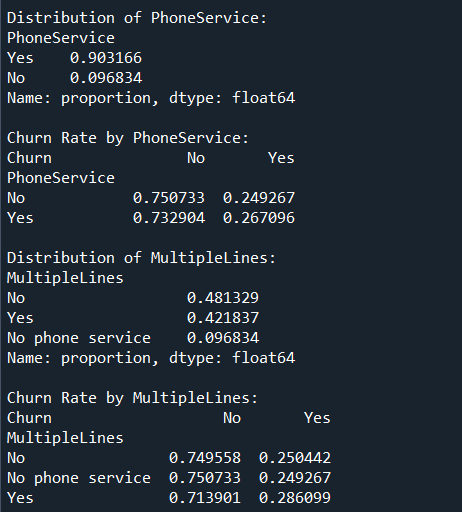 Distribution of PhoneService:
PhoneService
Yes    0.903166
No     0.096834
Name: proportion, dtype: float64

Churn Rate by PhoneService:
Churn               No       Yes
PhoneService
No            0.750733  0.249267
Yes           0.732904  0.267096

Distribution of MultipleLines:
MultipleLines
No                  0.481329
Yes                 0.421837
No phone service    0.096834
Name: proportion, dtype: float64

Churn Rate by MultipleLines:
Churn                   No       Yes
MultipleLines
No                0.749558  0.250442
No phone service  0.750733  0.249267
Yes               0.713901  0.286099